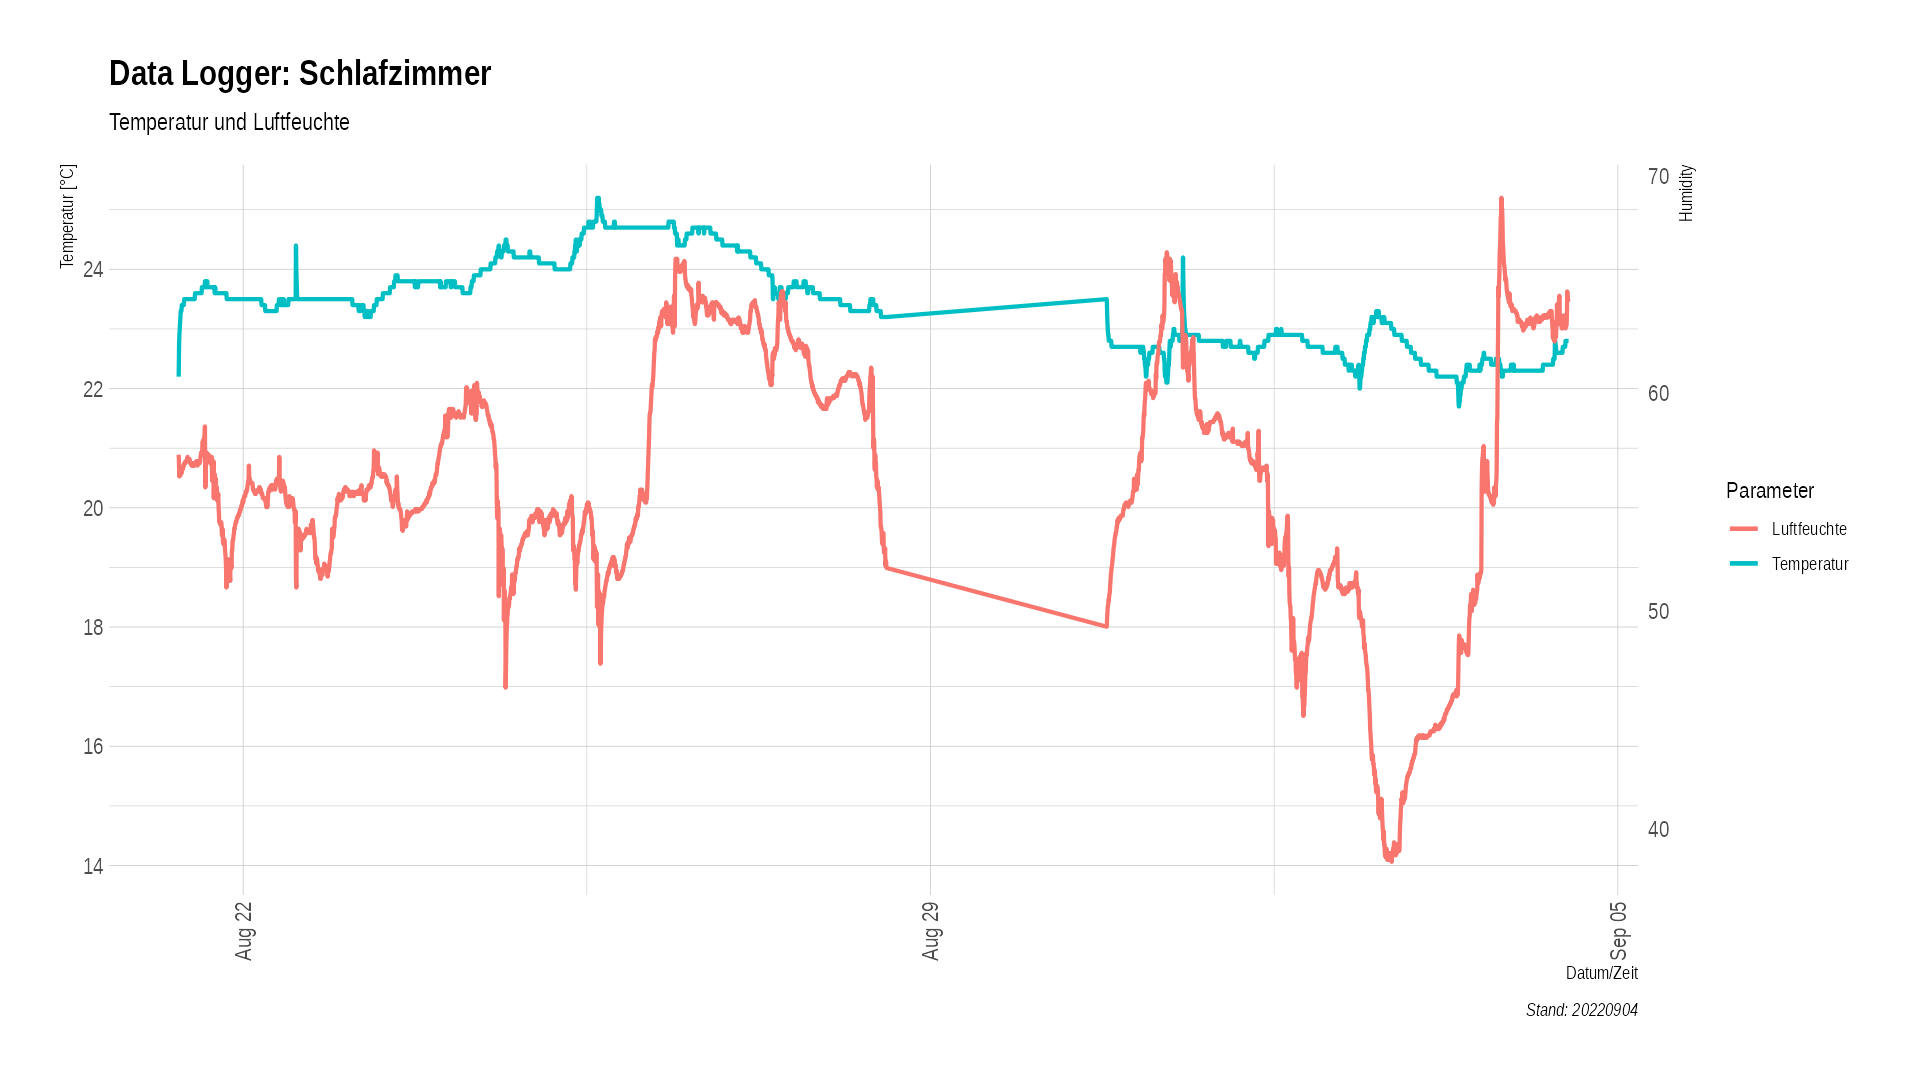 Data Logger: Schlafzimmer
Temperatur und Luftfeuchte
Temperatur [°C]
24
22
20
18
16
14
70
60
50
40
Humidity
Aug 22
Aug 29
Sep 05
Datum/Zeit
Parameter
Luftfeuchte
Temperatur
Stand: 20220904